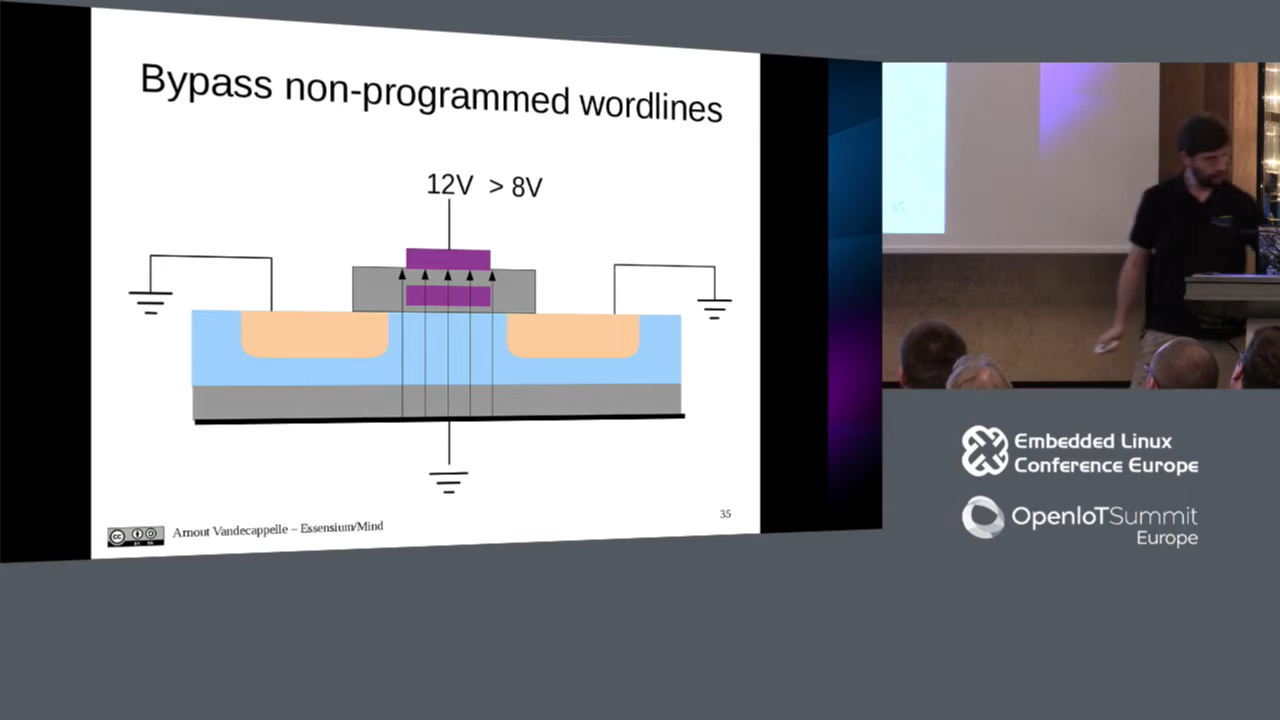 Bypass non-programmed wordlines
12V > 8V
Arnout Vandecappelle – Essensium/Mind
35
Embedded Linux
Conference Europe
OpenIoTSummit
Europe